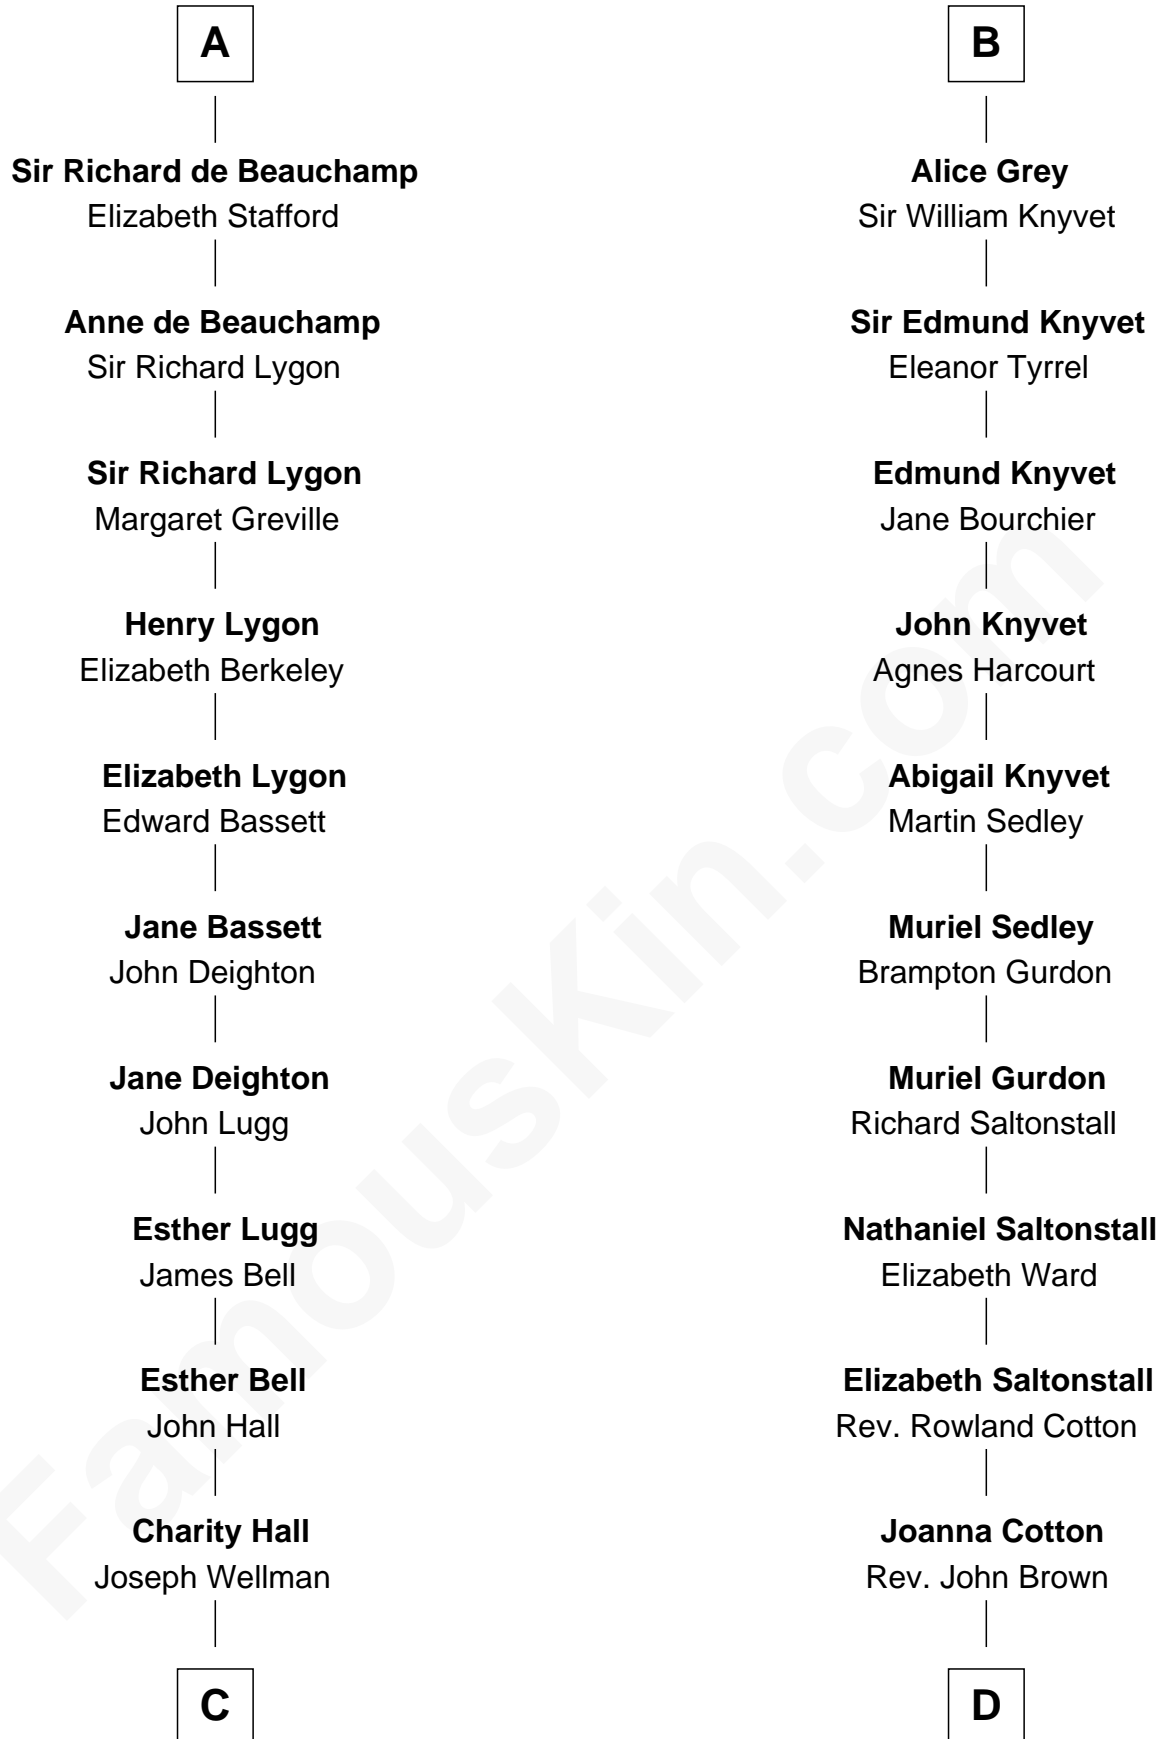 A
Sir Richard de Beauchamp
Elizabeth Stafford
Anne de Beauchamp
Sir Richard Lygon
Sir Richard Lygon
Margaret Greville
Henry Lygon
Elizabeth Berkeley
Elizabeth Lygon
Edward Bassett
Jane Bassett
John Deighton
Jane Deighton
John Lugg
Esther Lugg
James Bell
Esther Bell
John Hall
Charity Hall
Joseph Wellman
C
B
Alice Grey
Sir William Knyvet
Sir Edmund Knyvet
Eleanor Tyrrel
Edmund Knyvet
Jane Bourchier
John Knyvet
Agnes Harcourt
Abigail Knyvet
Martin Sedley
Muriel Sedley
Brampton Gurdon
Muriel Gurdon
Richard Saltonstall
Nathaniel Saltonstall
Elizabeth Ward
Elizabeth Saltonstall
Rev. Rowland Cotton
Joanna Cotton
Rev. John Brown
D
FamousKin.com